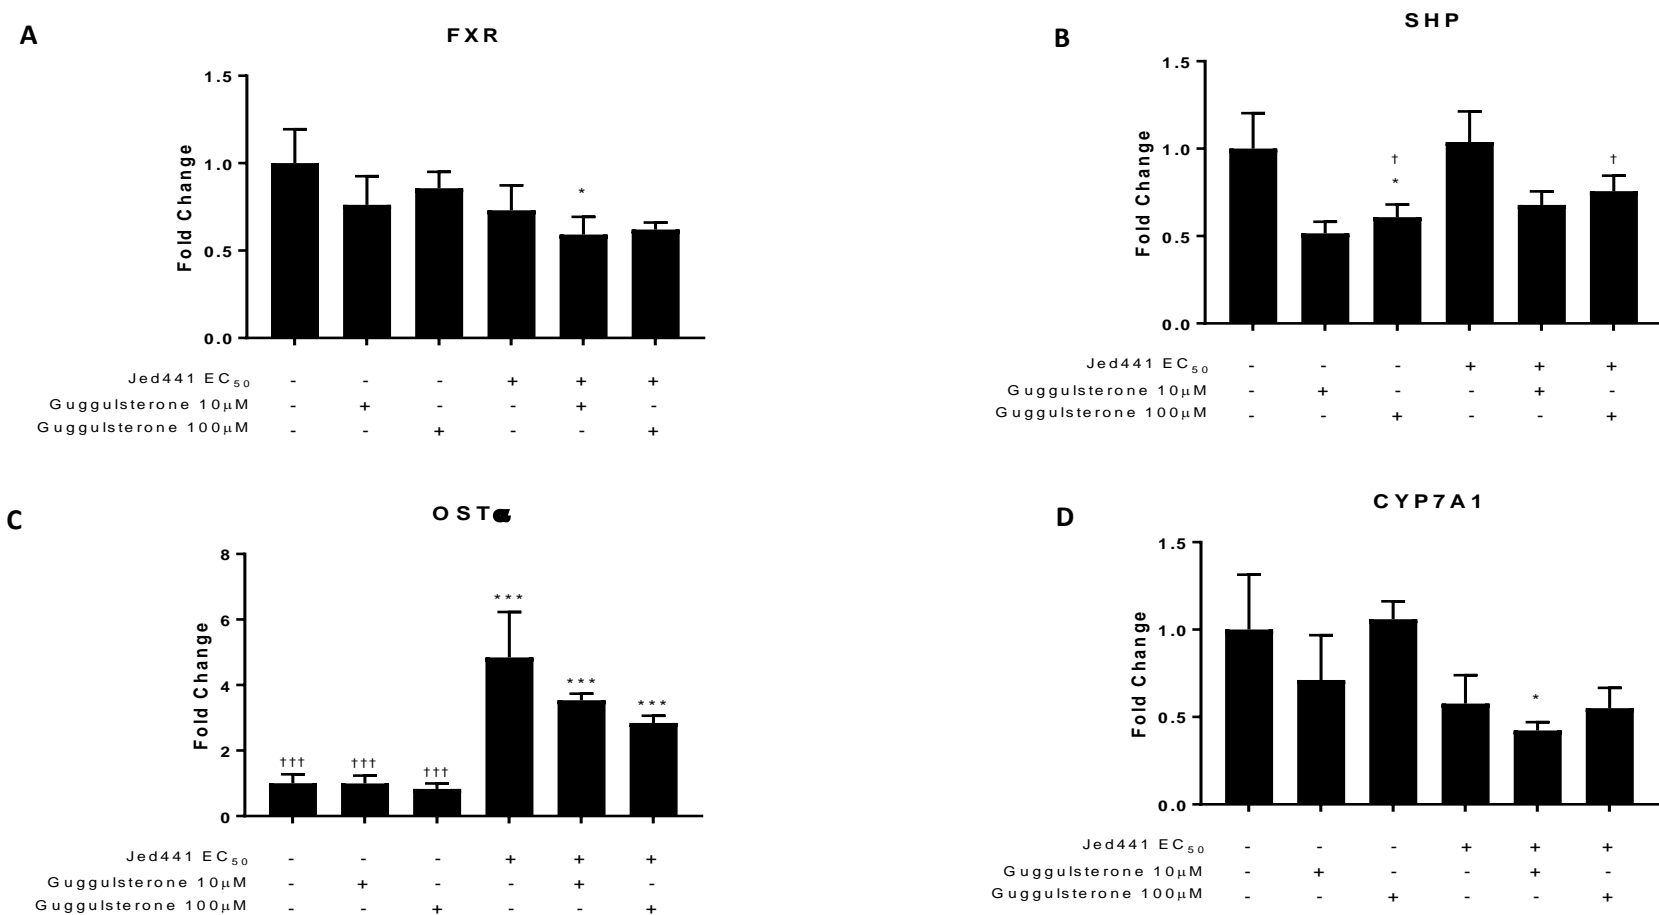 A
FXR
Fold Change
1.5
1.0
0.5
0.0
*
Jed441 EC50 - - - + + +
Guggulsterone 10μM - + - - + -
Guggulsterone 100μM - - + - - +
B
SHP
Fold Change
1.5
1.0
0.5
0.0
†
*
†
Jed441 EC50 - - - + + +
Guggulsterone 10μM - + - - + -
Guggulsterone 100μM - - + - - +
C
OSTα
Fold Change
8
6
4
2
0
††† ††† ††† *** *** ***
Jed441 EC50 - - - + + +
Guggulsterone 10μM - + - - + -
Guggulsterone 100μM - - + - - +
D
CYP7A1
Fold Change
1.5
1.0
0.5
0.0
*
Jed441 EC50 - - - + + +
Guggulsterone 10μM - + - - + -
Guggulsterone 100μM - - + - - +